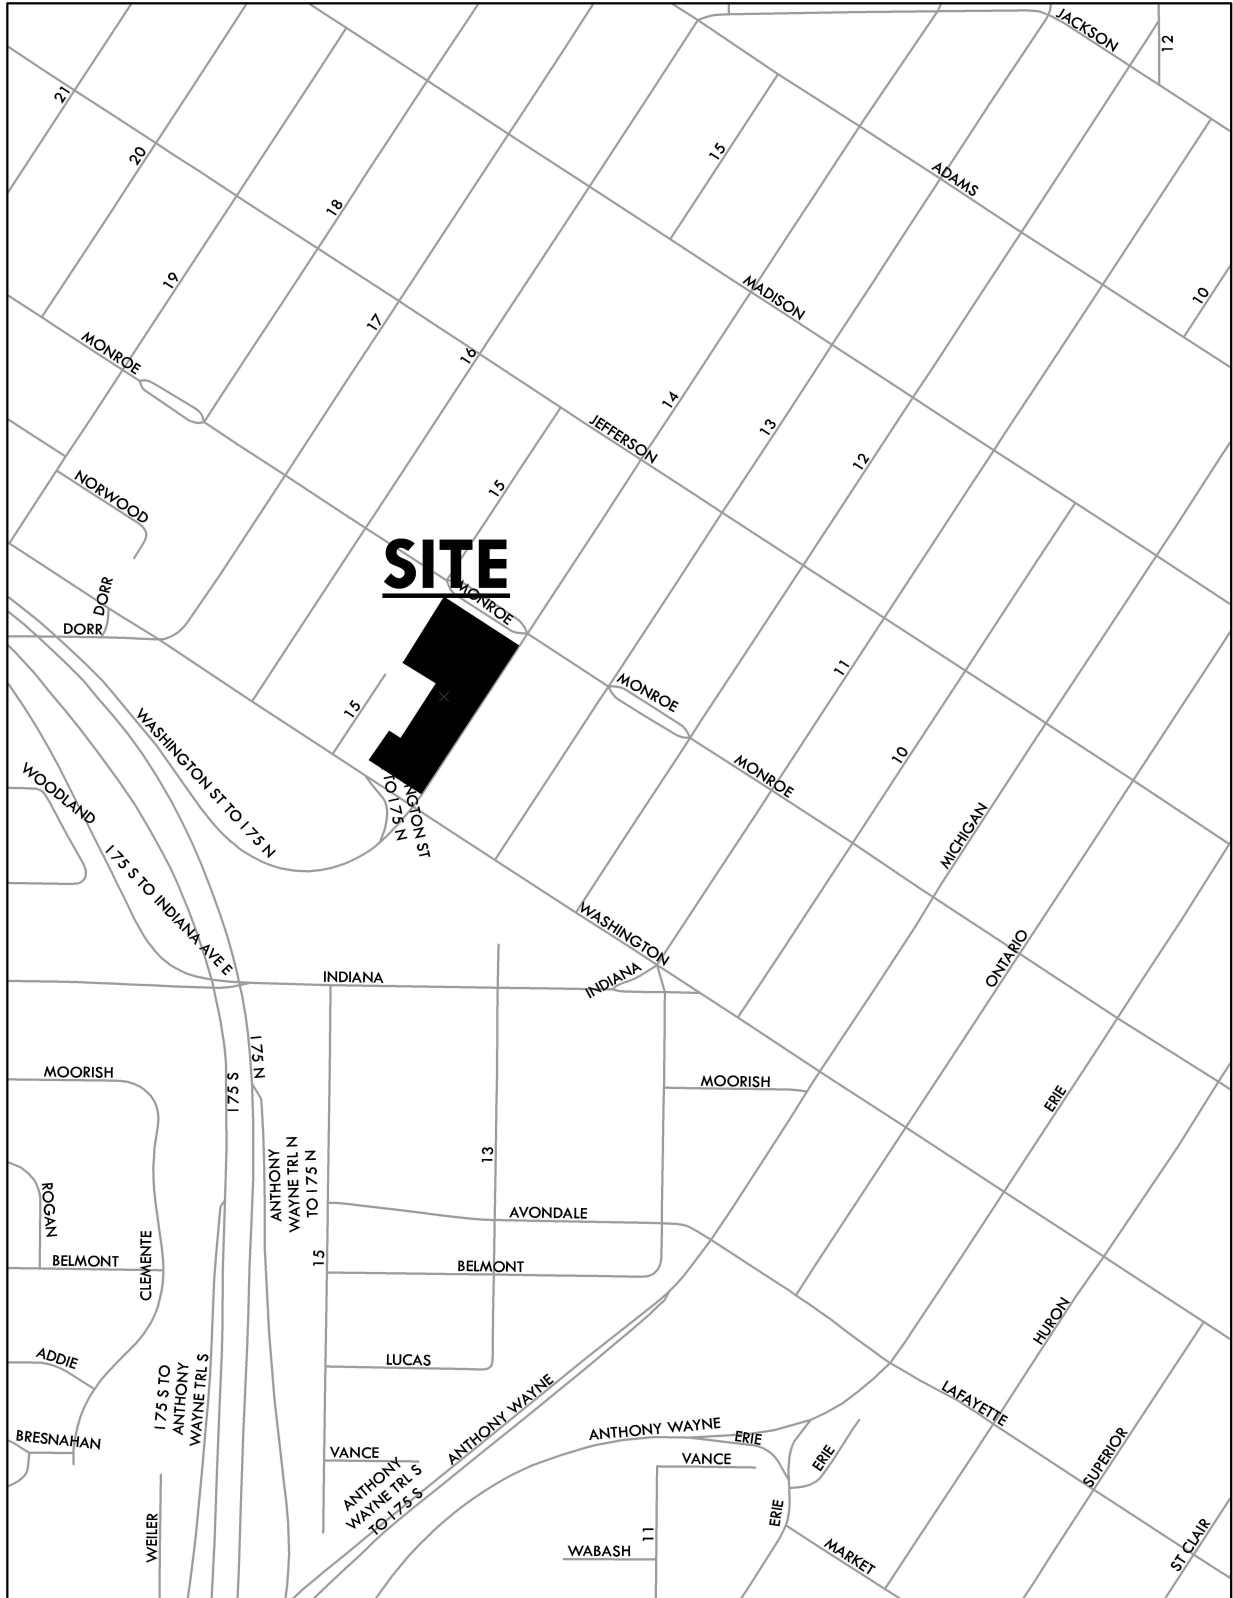 JACKSON
12
21
20
15
ADAMS
18
19
MADISON
10
17
16
MONROE
14
JEFFERSON
13
12
NORWOOD
15
SITE
DORR
DORR
MONROE
11
MONROE
15
WASHINGTON ST TO I 75 N
WOODLAND
MONROE
10
NGTON ST
TO I 75 N
MICHIGAN
I 75 S TO INDIANA AVE E
WASHINGTON
ONTARIO
INDIANA
INDIANA
I 75 N
MOORISH
I 75 S
MOORISH
ERIE
13
ANTHONY
WAYNE TRL N
TO I 75 N
ROGAN
AVONDALE
15
BELMONT
CLEMENTE
BELMONT
HURON
ADDIE
LUCAS
I 75 S TO
ANTHONY
WAYNE TRL S
ANTHONY WAYNE
LAFAYETTE
BRESNAHAN
ANTHONY WAYNE
ERIE
ERIE
SUPERIOR
VANCE
VANCE
ANTHONY
WAYNE TRL S
TO I 75 S
ERIE
WEILER
11
WABASH
MARKET
ST CLAIR